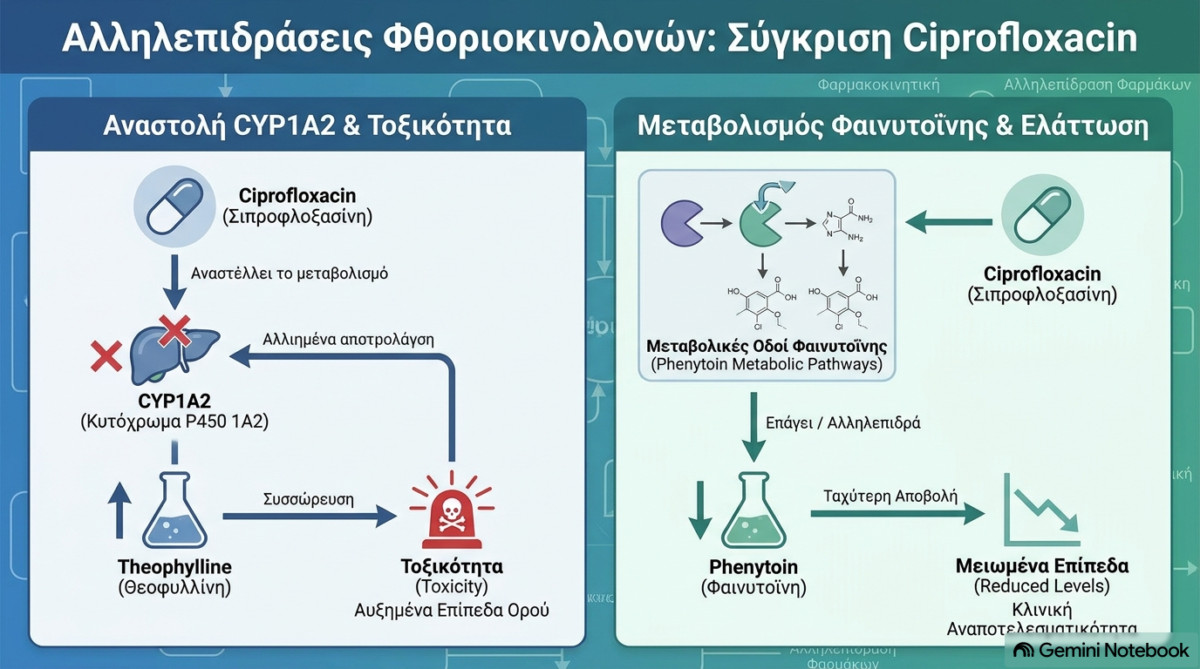 Αλληλεπιδράσεις Φθοριοκινολονών: Σύγκριση Ciprofloxacin
Φαρμακοκινητική
Αλληλεπίδραση Φαρμάκων
Αναστολή CYP1A2 & Τοξικότητα
Ciprofloxacin
(Σιπροφλοξασίνη)
Αναστέλλει το μεταβολισμό
Αλλιημένα αποτρολάγση
CYP1A2
(Κυτόχρωμα P450 1A2)
Συσσώρευση
Theophylline
(Θεοφυλλίνη)
Τοξικότητα
(Toxicity)
Αυξημένα Επίπεδα Ορού
Μεταβολισμός Φαινυτοΐνης & Ελάττωση
O
NH₂
N
N
NH₂
HO
O
OH
O
Cl
HO
O
OH
O
Cl
Μεταβολικές Οδοί Φαινυτοΐνης
(Phenytoin Metabolic Pathways)
Ciprofloxacin
(Σιπροφλοξασίνη)
Επάγει / Αλληλεπιδρά
Ταχύτερη Αποβολή
Phenytoin
(Φαινυτοΐνη)
Μειωμένα Επίπεδα
(Reduced Levels)
Κλινική
Αναποτελεσματικότητα
Gemini Notebook
Αλληλεπίδραση
Φαρμάκων